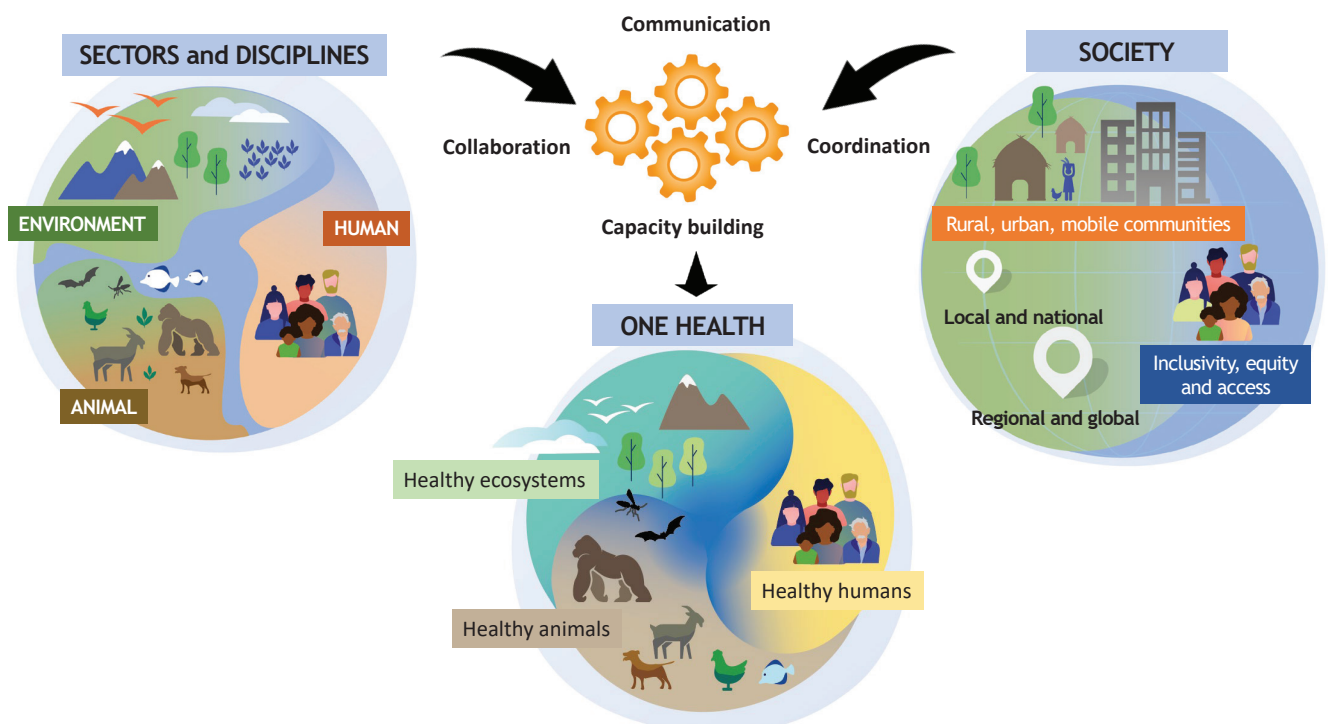 SECTORS and DISCIPLINES
ENVIRONMENT
HUMAN
ANIMAL
Communication
Collaboration
Coordination
Capacity building
SOCIETY
Rural, urban, mobile communities
Local and national
Inclusivity, equity
and access
Regional and global
ONE HEALTH
Healthy ecosystems
Healthy humans
Healthy animals